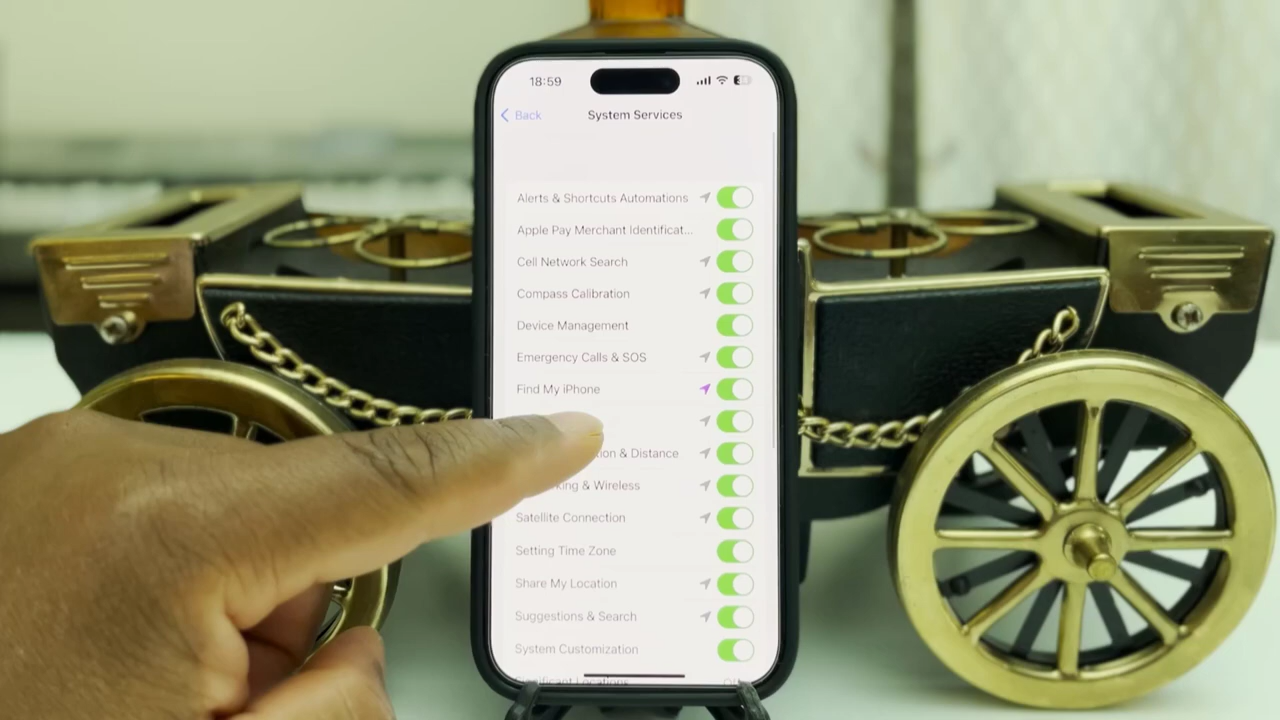 18:59
Back
System Services
Alerts & Shortcuts Automations
Apple Pay Merchant Identificat...
Cell Network Search
Compass Calibration
Device Management
Emergency Calls & SOS
Find My iPhone
& Distance
& Wireless
Satellite Connection
Setting Time Zone
Share My Location
Suggestions & Search
System Customization
Significant Locations